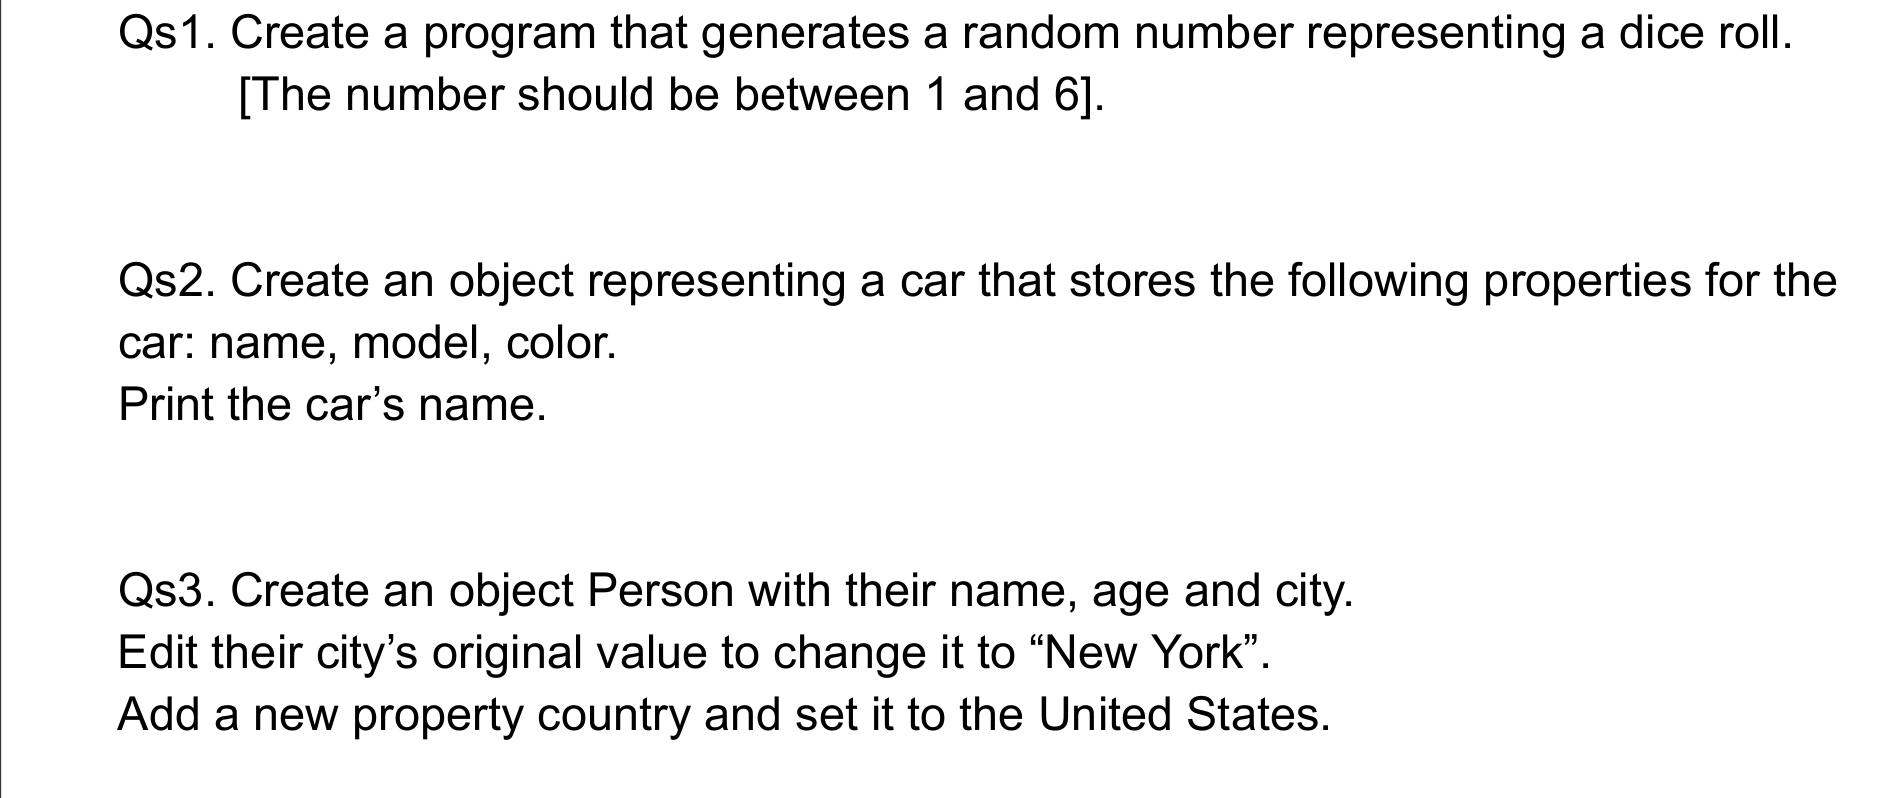 Qs1. Create a program that generates a random number representing a dice roll.
[The number should be between 1 and 6].
Qs2. Create an object representing a car that stores the following properties for the
car: name, model, color.
Print the car’s name.
Qs3. Create an object Person with their name, age and city.
Edit their city’s original value to change it to “New York”.
Add a new property country and set it to the United States.